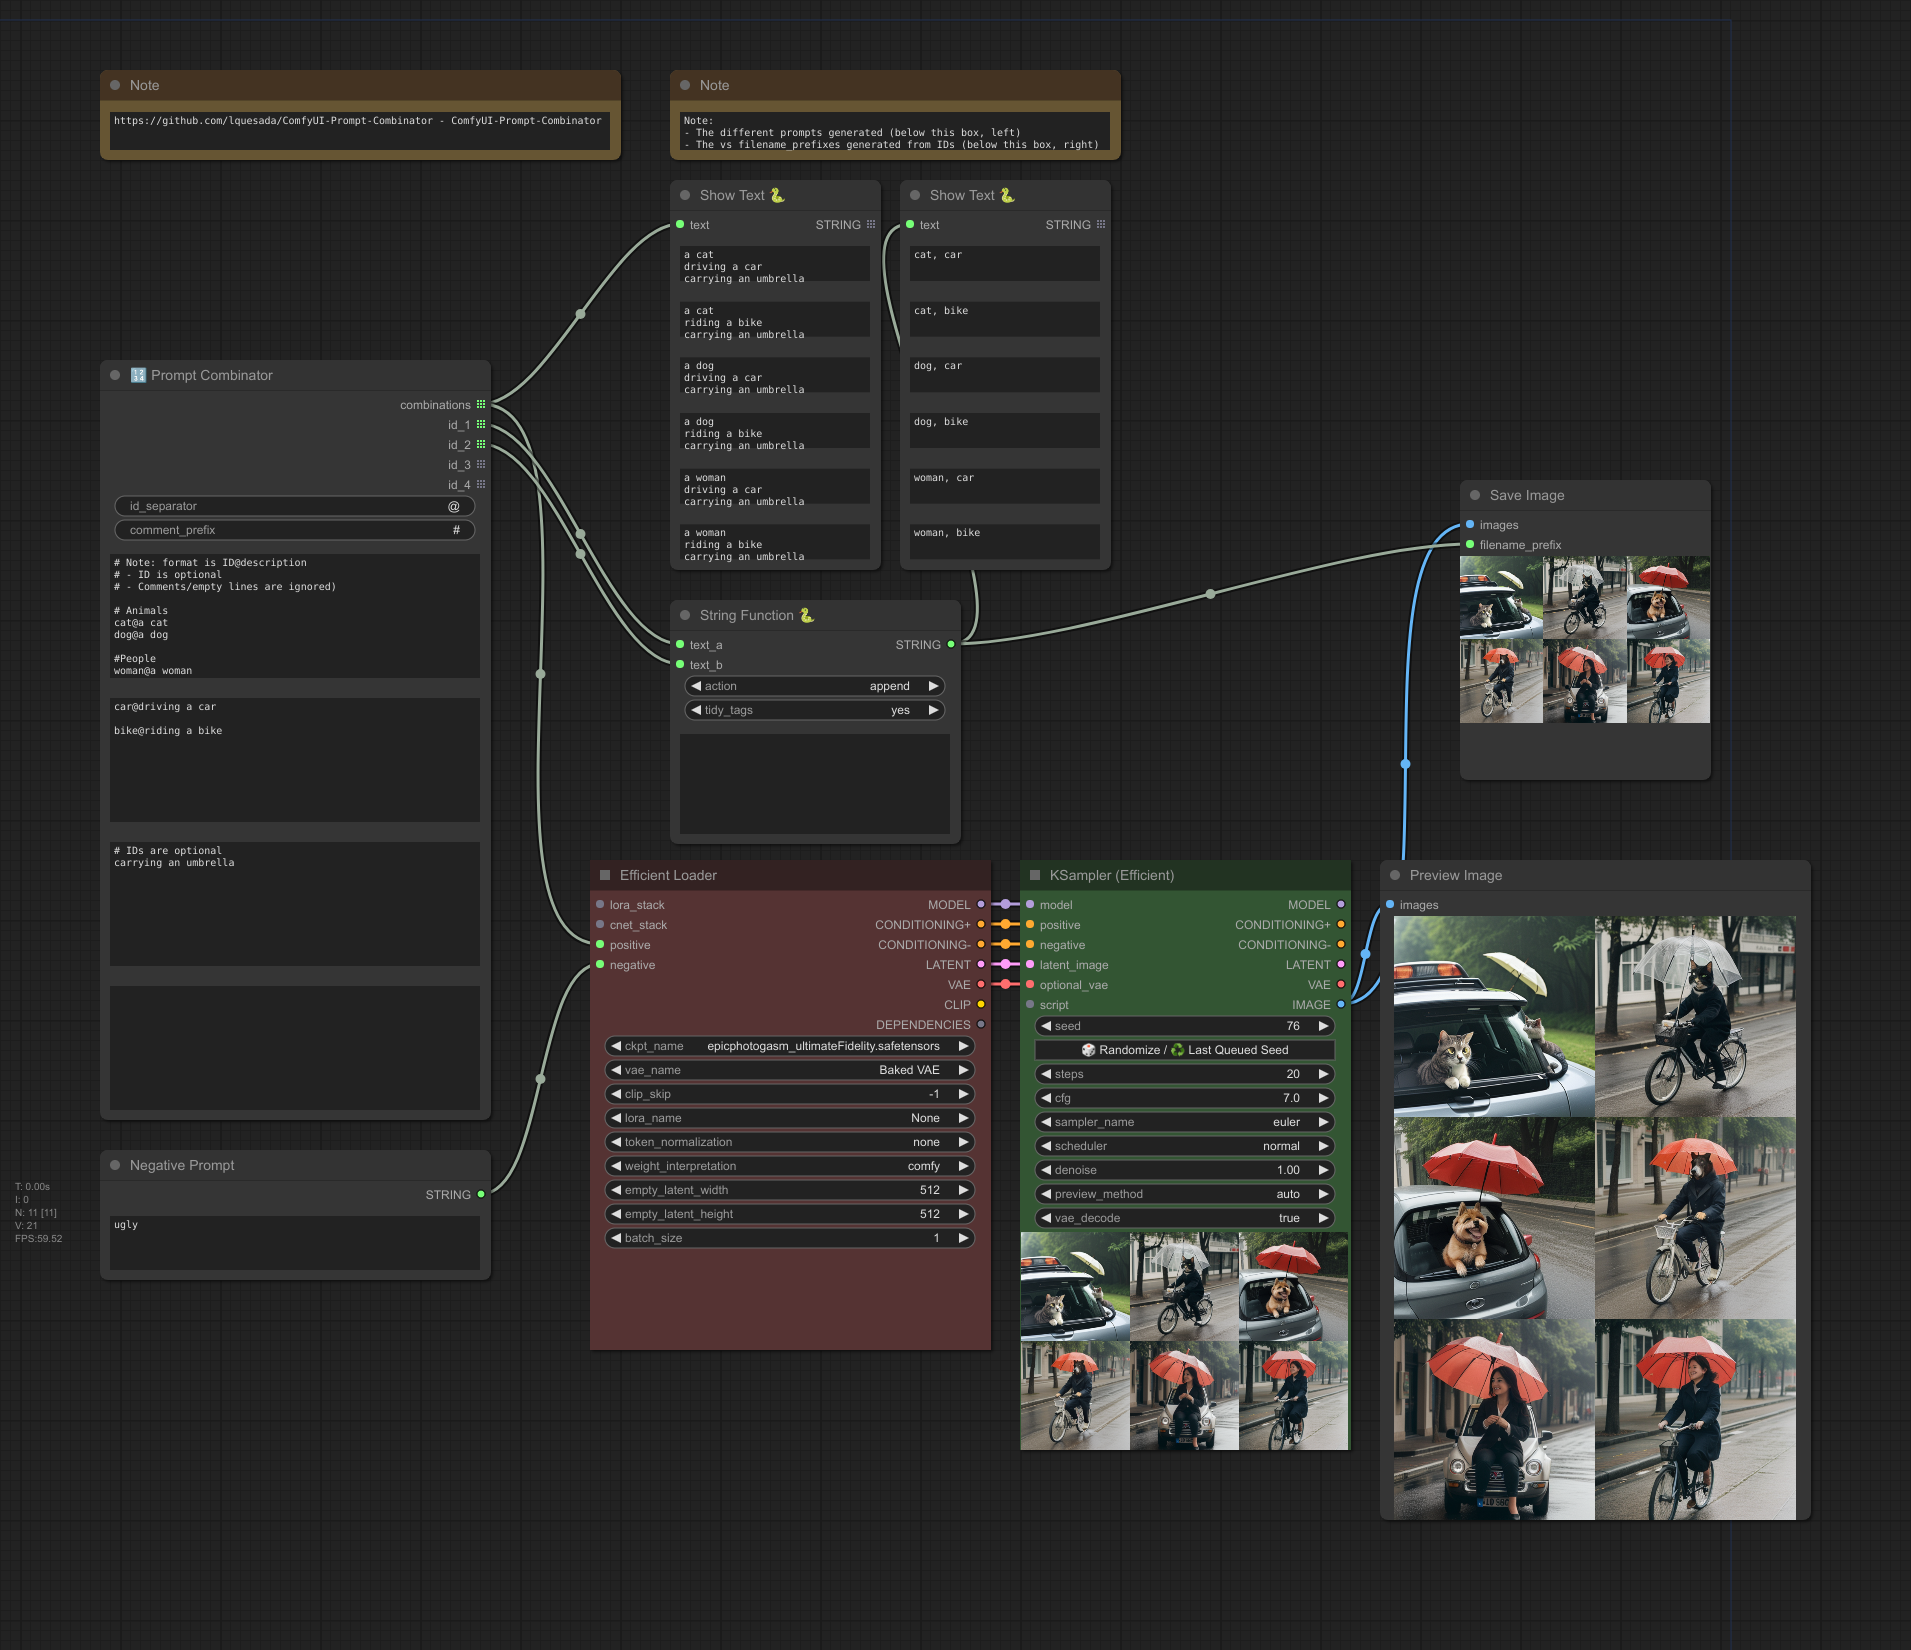 Note
https://github.com/lquesada/ComfyUI-Prompt-Combinator - ComfyUI-Prompt-Combinator
Note
Note:
- The different prompts generated (below this box, left)
- The vs filename_prefixes generated from IDs (below this box, right)
Show Text 🐍
text STRING
a cat
driving a car
carrying an umbrella
a cat
riding a bike
carrying an umbrella
a dog
driving a car
carrying an umbrella
a dog
riding a bike
carrying an umbrella
a woman
driving a car
carrying an umbrella
a woman
riding a bike
carrying an umbrella
Show Text 🐍
text STRING
cat, car
cat, bike
dog, car
dog, bike
woman, car
woman, bike
🔢 Prompt Combinator
combinations
id_1
id_2
id_3
id_4
id_separator @
comment_prefix #
# Note: format is ID@description
# - ID is optional
# - Comments/empty lines are ignored)
# Animals
cat@a cat
dog@a dog
#People
woman@a woman
car@driving a car
bike@riding a bike
# IDs are optional
carrying an umbrella
String Function 🐍
text_a STRING
text_b
action append
tidy_tags yes
Save Image
images
filename_prefix
Negative Prompt
STRING
ugly
T: 0.00s
I: 0
N: 11 [11]
V: 21
FPS:59.52
Efficient Loader
lora_stack MODEL
cnet_stack CONDITIONING+
positive CONDITIONING-
negative LATENT
VAE
CLIP
DEPENDENCIES
ckpt_name epicphotogasm_ultimateFidelity.safetensors
vae_name Baked VAE
clip_skip -1
lora_name None
token_normalization none
weight_interpretation comfy
empty_latent_width 512
empty_latent_height 512
batch_size 1
KSampler (Efficient)
model MODEL
positive CONDITIONING+
negative CONDITIONING-
latent_image LATENT
optional_vae VAE
script IMAGE
seed 76
🎲 Randomize / ♻️ Last Queued Seed
steps 20
cfg 7.0
sampler_name euler
scheduler normal
denoise 1.00
preview_method auto
vae_decode true
Preview Image
images